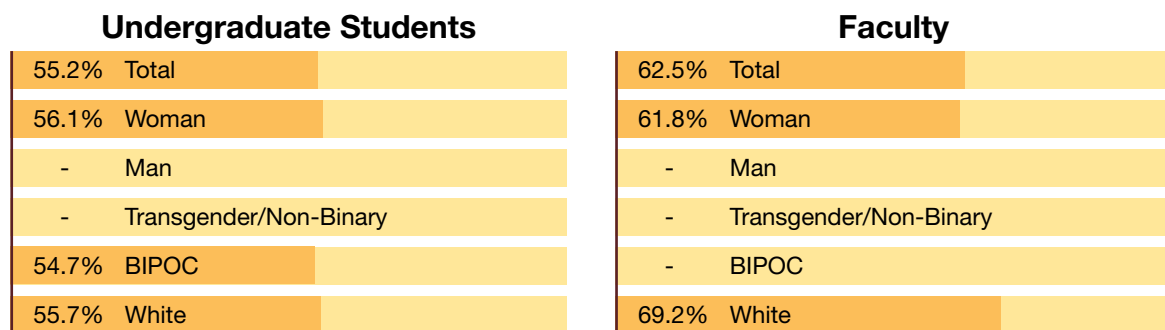 Undergraduate Students
55.2% Total
56.1% Woman
- Man
- Transgender/Non-Binary
54.7% BIPOC
55.7% White
Faculty
62.5% Total
61.8% Woman
- Man
- Transgender/Non-Binary
- BIPOC
69.2% White